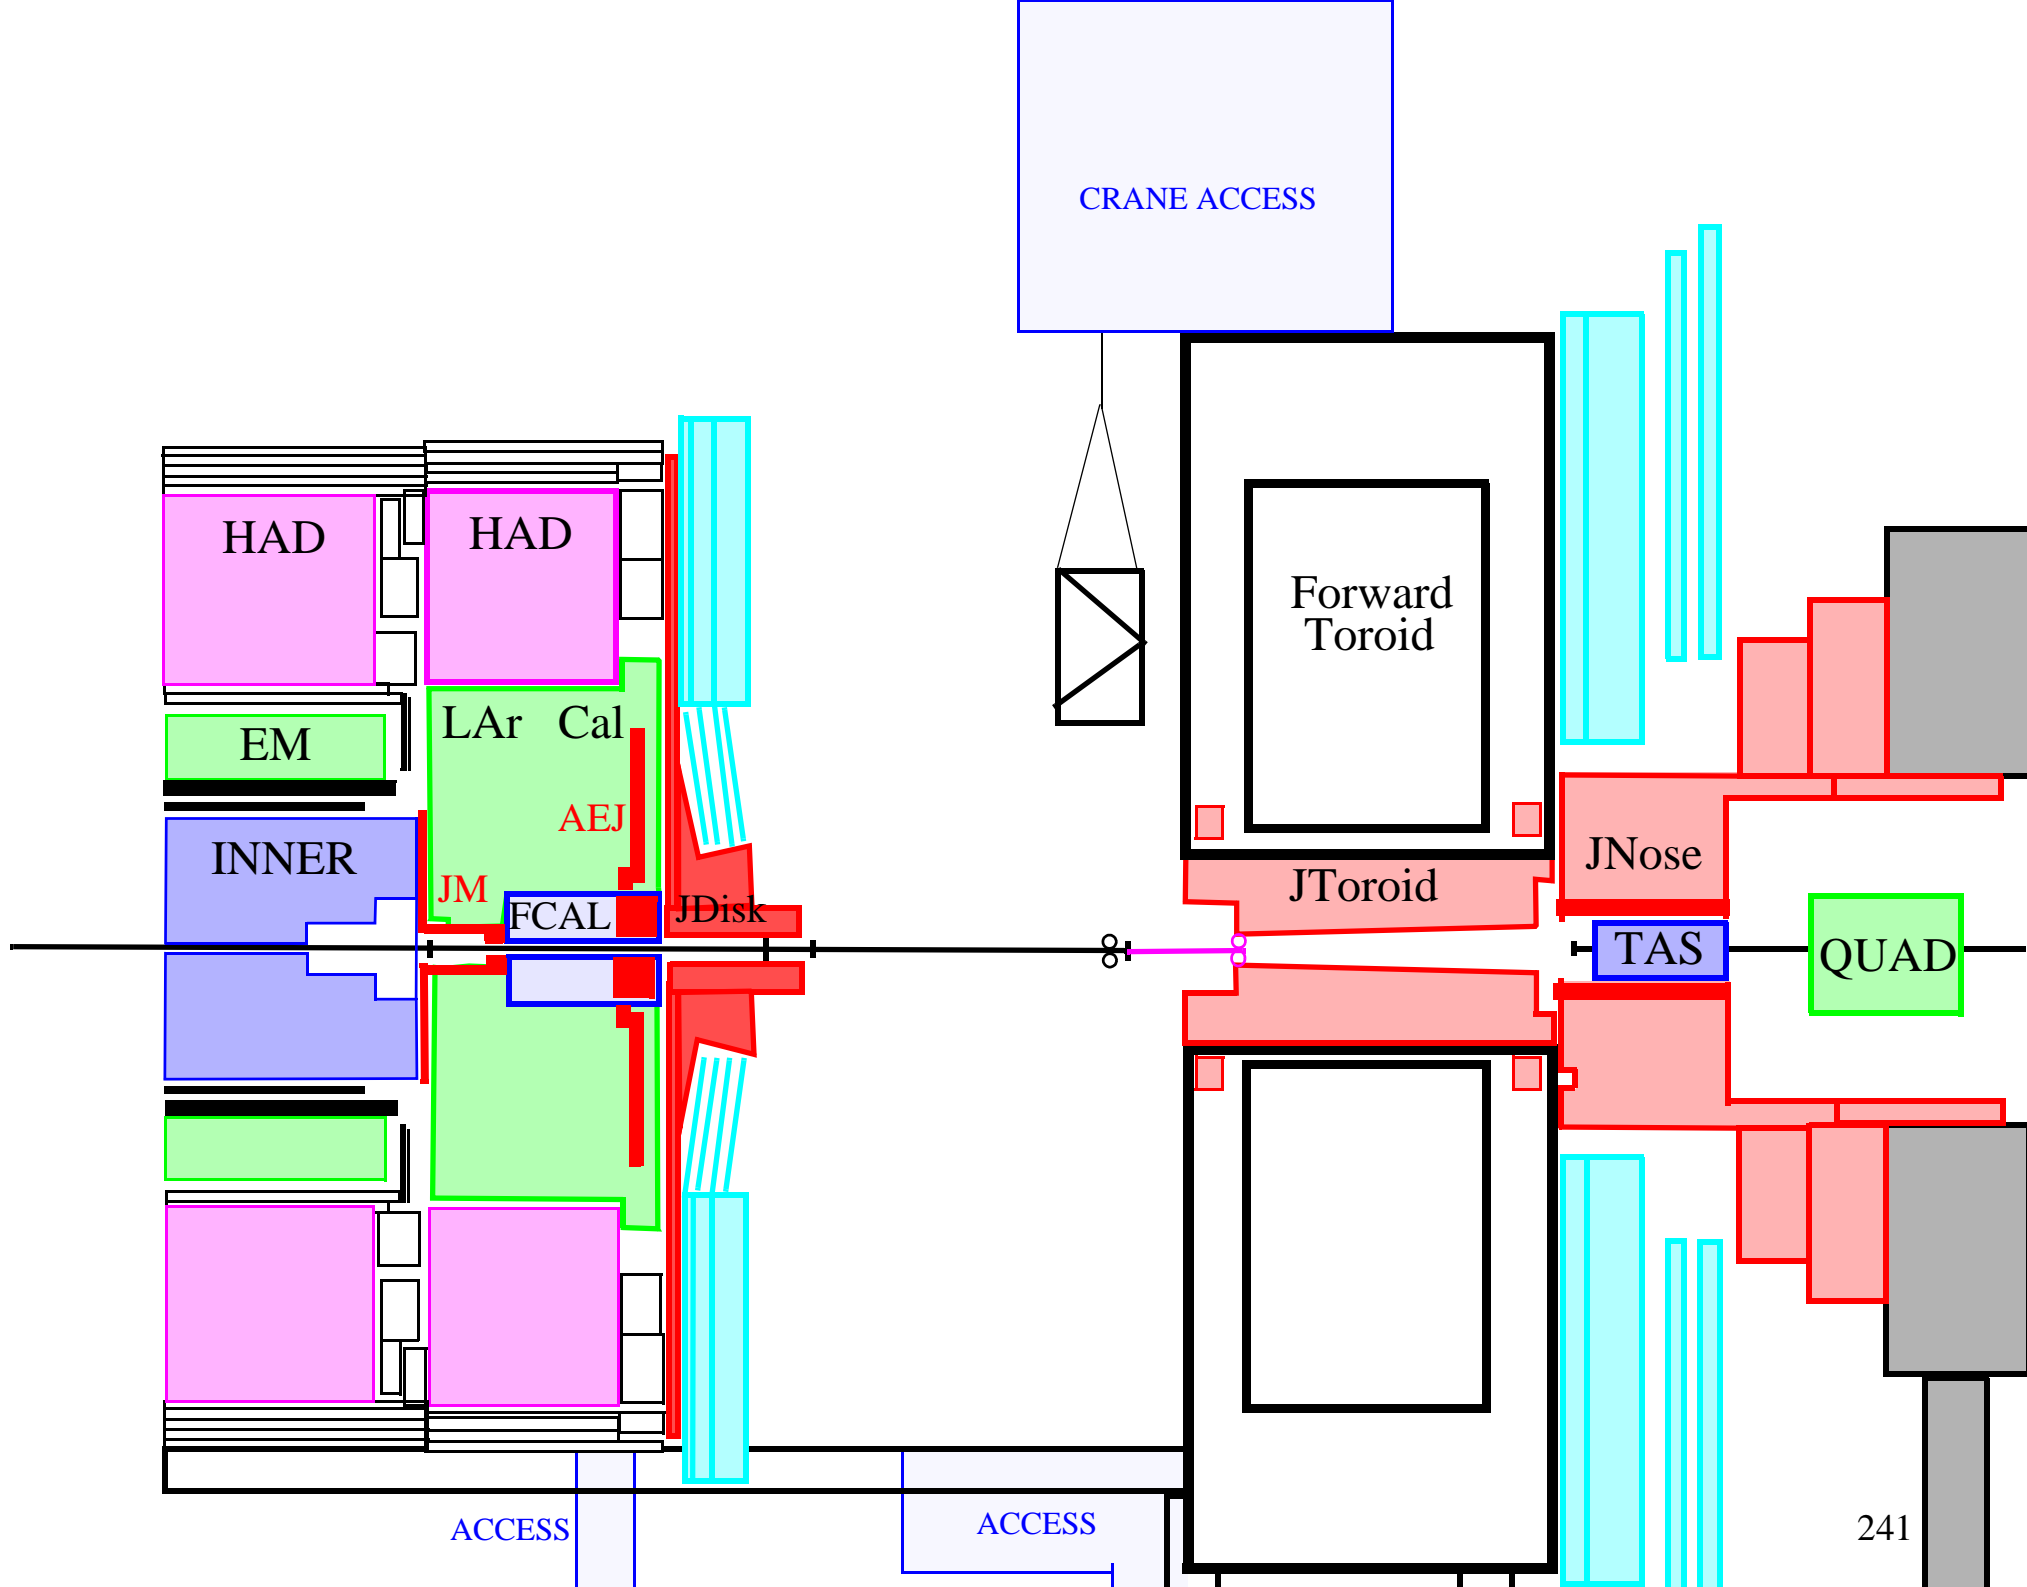 CRANE ACCESS
HAD
HAD
Forward
Toroid
LAr Cal
EM
AEJ
INNER
JNose
JM
JToroid
FCAL
JDisk
TAS
QUAD
ACCESS
ACCESS
241